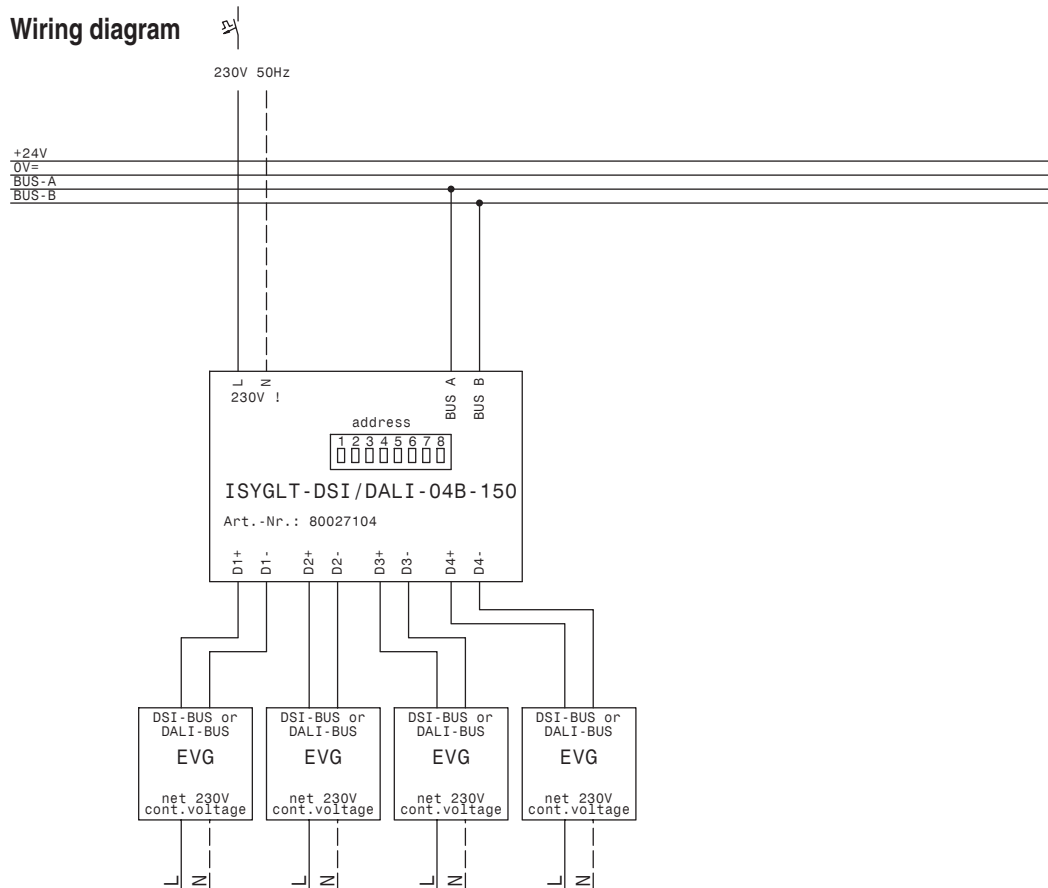 Wiring diagram
230V 50Hz
+24V
0V=
BUS-A
BUS-B
L N BUS A BUS B
230V !
address
1 2 3 4 5 6 7 8
ISYGLT-DSI/DALI-04B-150
Art.-Nr.: 80027104
D1+ D1- D2+ D2- D3+ D3- D4+ D4-
DSI-BUS or DSI-BUS or DSI-BUS or DSI-BUS or
DALI-BUS DALI-BUS DALI-BUS DALI-BUS
EVG EVG EVG EVG
net 230V net 230V net 230V net 230V
cont.voltage cont.voltage cont.voltage cont.voltage
L N L N L N L N